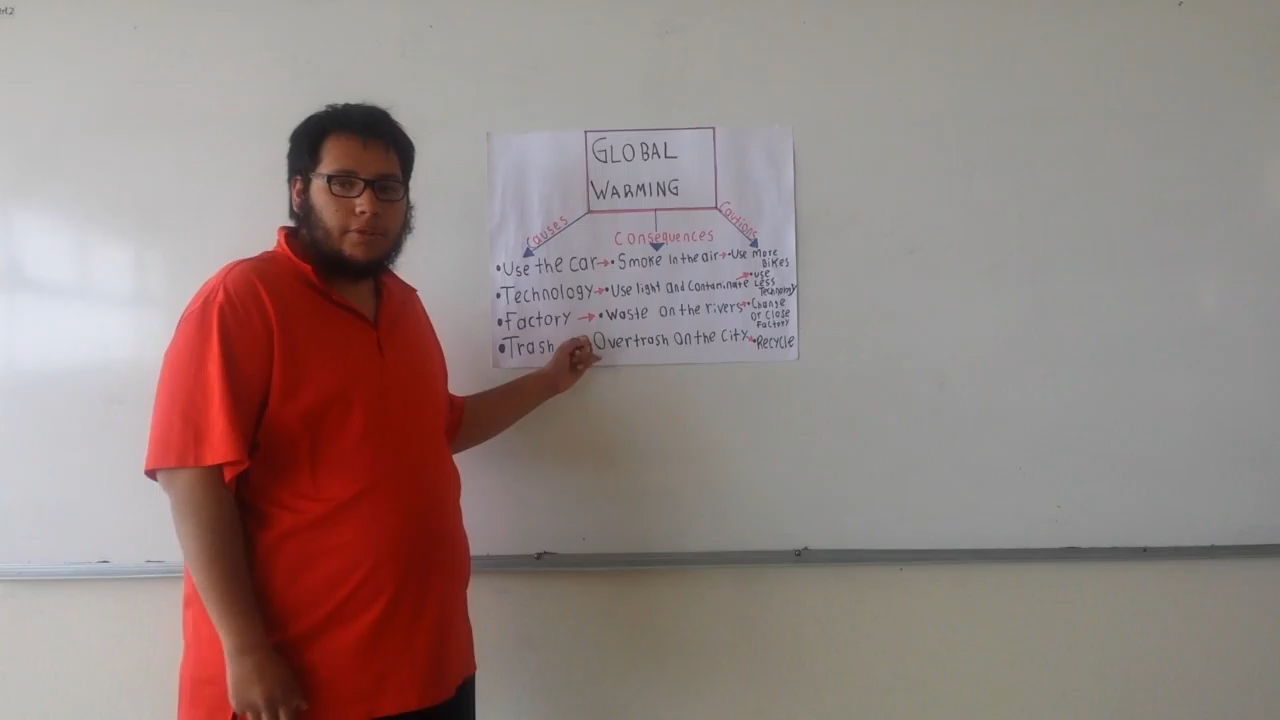 GLOBAL
WARMING
Causes
Consequences
Cautions
•Use the car→•Smoke In the air→•Use more
Bikes
•Technology→•Use light and Contaminate→•use
Less
Technology
•Factory→•Waste on the rivers→•Change
Or Close
Factory
•Trash Overtrash On the City→•Recycle